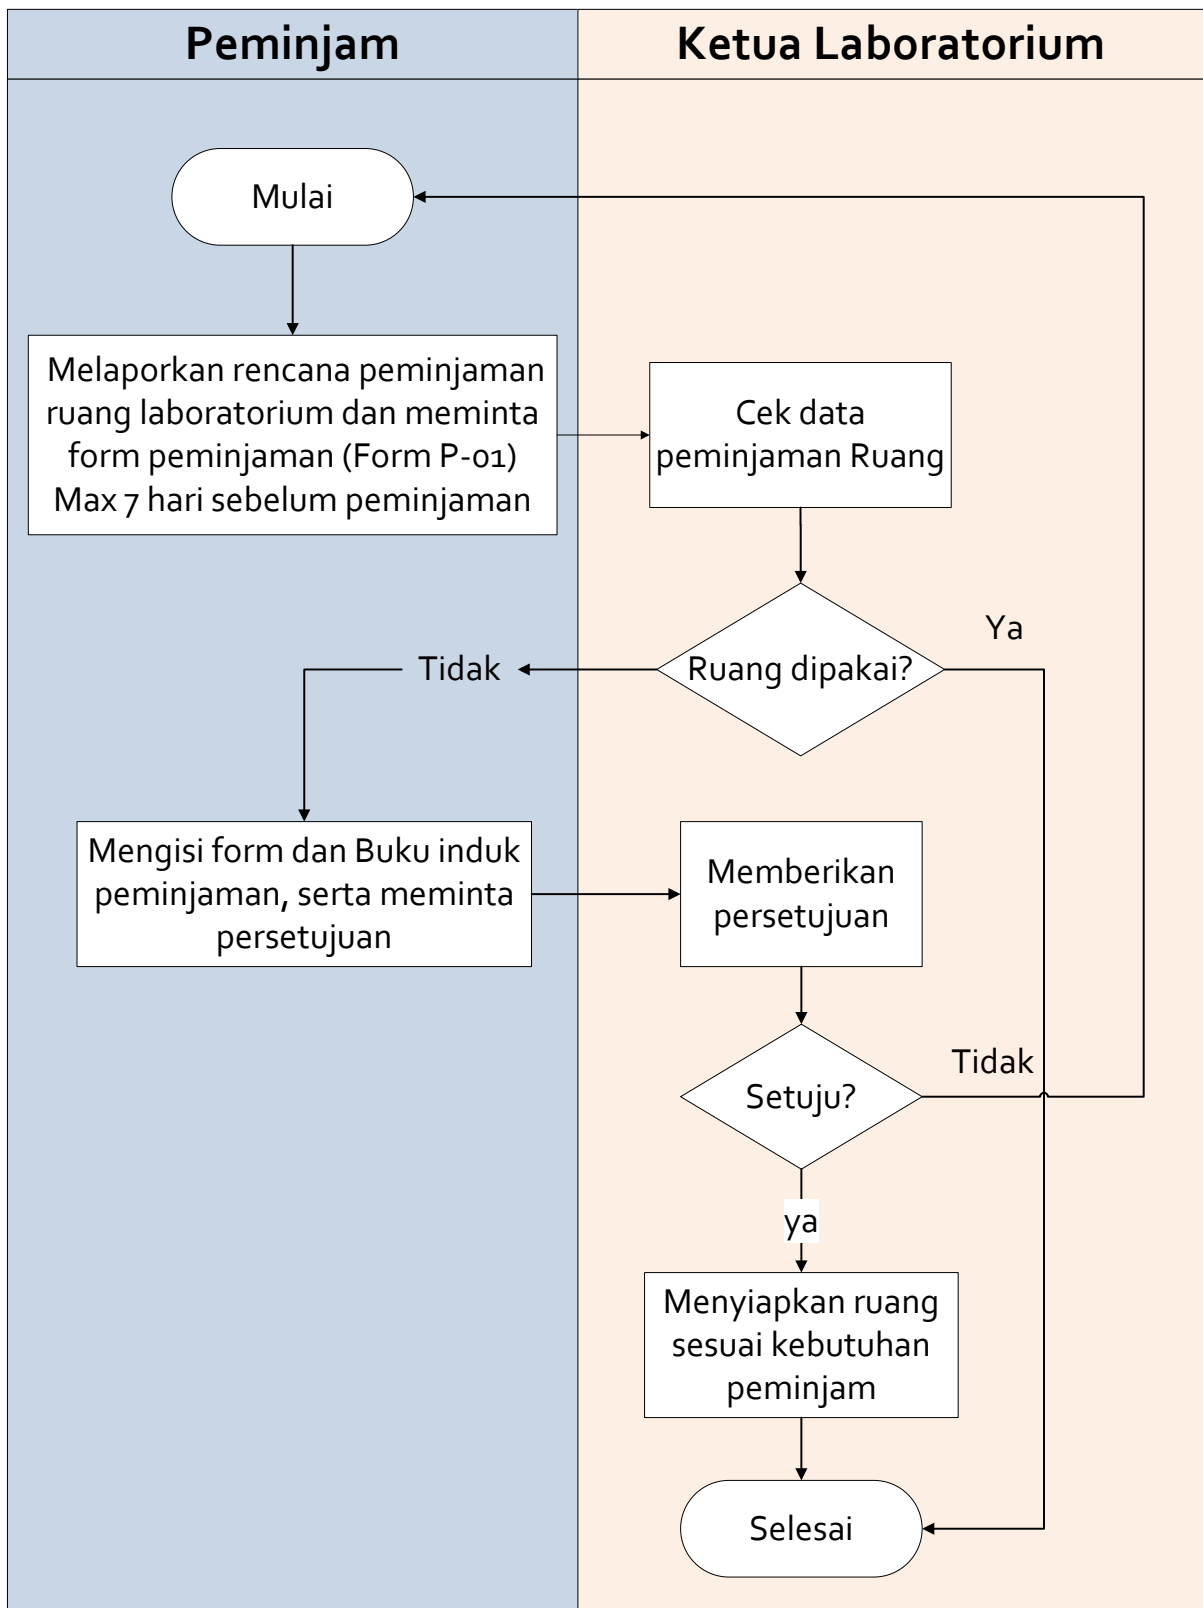 Peminjam
Ketua Laboratorium
Mulai
Melaporkan rencana peminjaman
ruang laboratorium dan meminta
form peminjaman (Form P-01)
Max 7 hari sebelum peminjaman
Cek data
peminjaman Ruang
Ya
Tidak
Ruang dipakai?
Mengisi form dan Buku induk
peminjaman, serta meminta
persetujuan
Memberikan
persetujuan
Tidak
Setuju?
ya
Menyiapkan ruang
sesuai kebutuhan
peminjam
Selesai